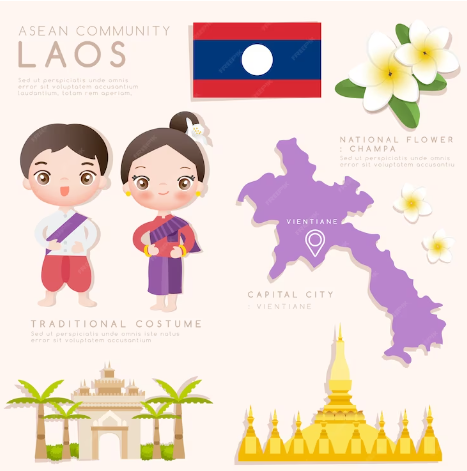 ASEAN COMMUNITY
LAOS
Sed ut perspiciatis unde omnis
error sit voluptatem accusantium
laudantium, totam rem aperiam.
NATIONAL FLOWER
: CHAMPA
Sed ut perspiciatis unde omnis
error sit voluptatem accusantiu
VIENTIANE
CAPITAL CITY
: VIENTIANE
TRADITIONAL COSTUME
Sed ut perspiciatis unde omnis iste natus
error sit voluptatem accusantium